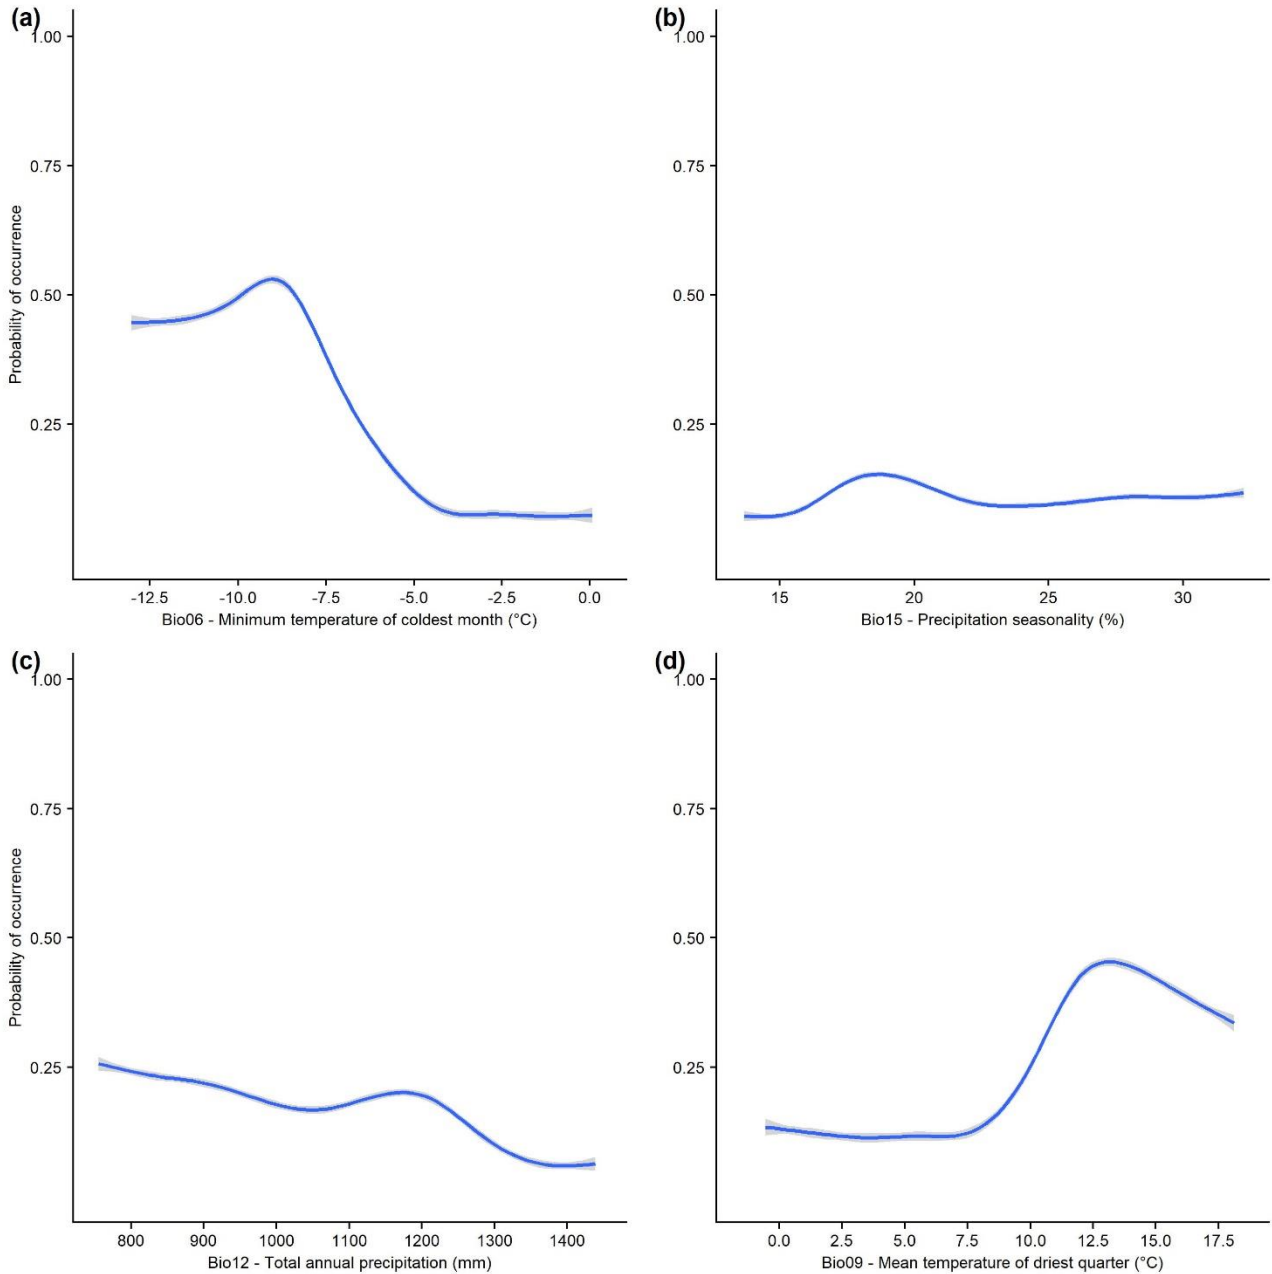 (a)
1.00
0.75
0.50
0.25
Probability of occurrence
-12.5 -10.0 -7.5 -5.0 -2.5 0.0
Bio06 - Minimum temperature of coldest month (°C)
(b)
1.00
0.75
0.50
0.25
15 20 25 30
Bio15 - Precipitation seasonality (%)
(c)
1.00
0.75
0.50
0.25
Probability of occurrence
800 900 1000 1100 1200 1300 1400
Bio12 - Total annual precipitation (mm)
(d)
1.00
0.75
0.50
0.25
0.0 2.5 5.0 7.5 10.0 12.5 15.0 17.5
Bio09 - Mean temperature of driest quarter (°C)